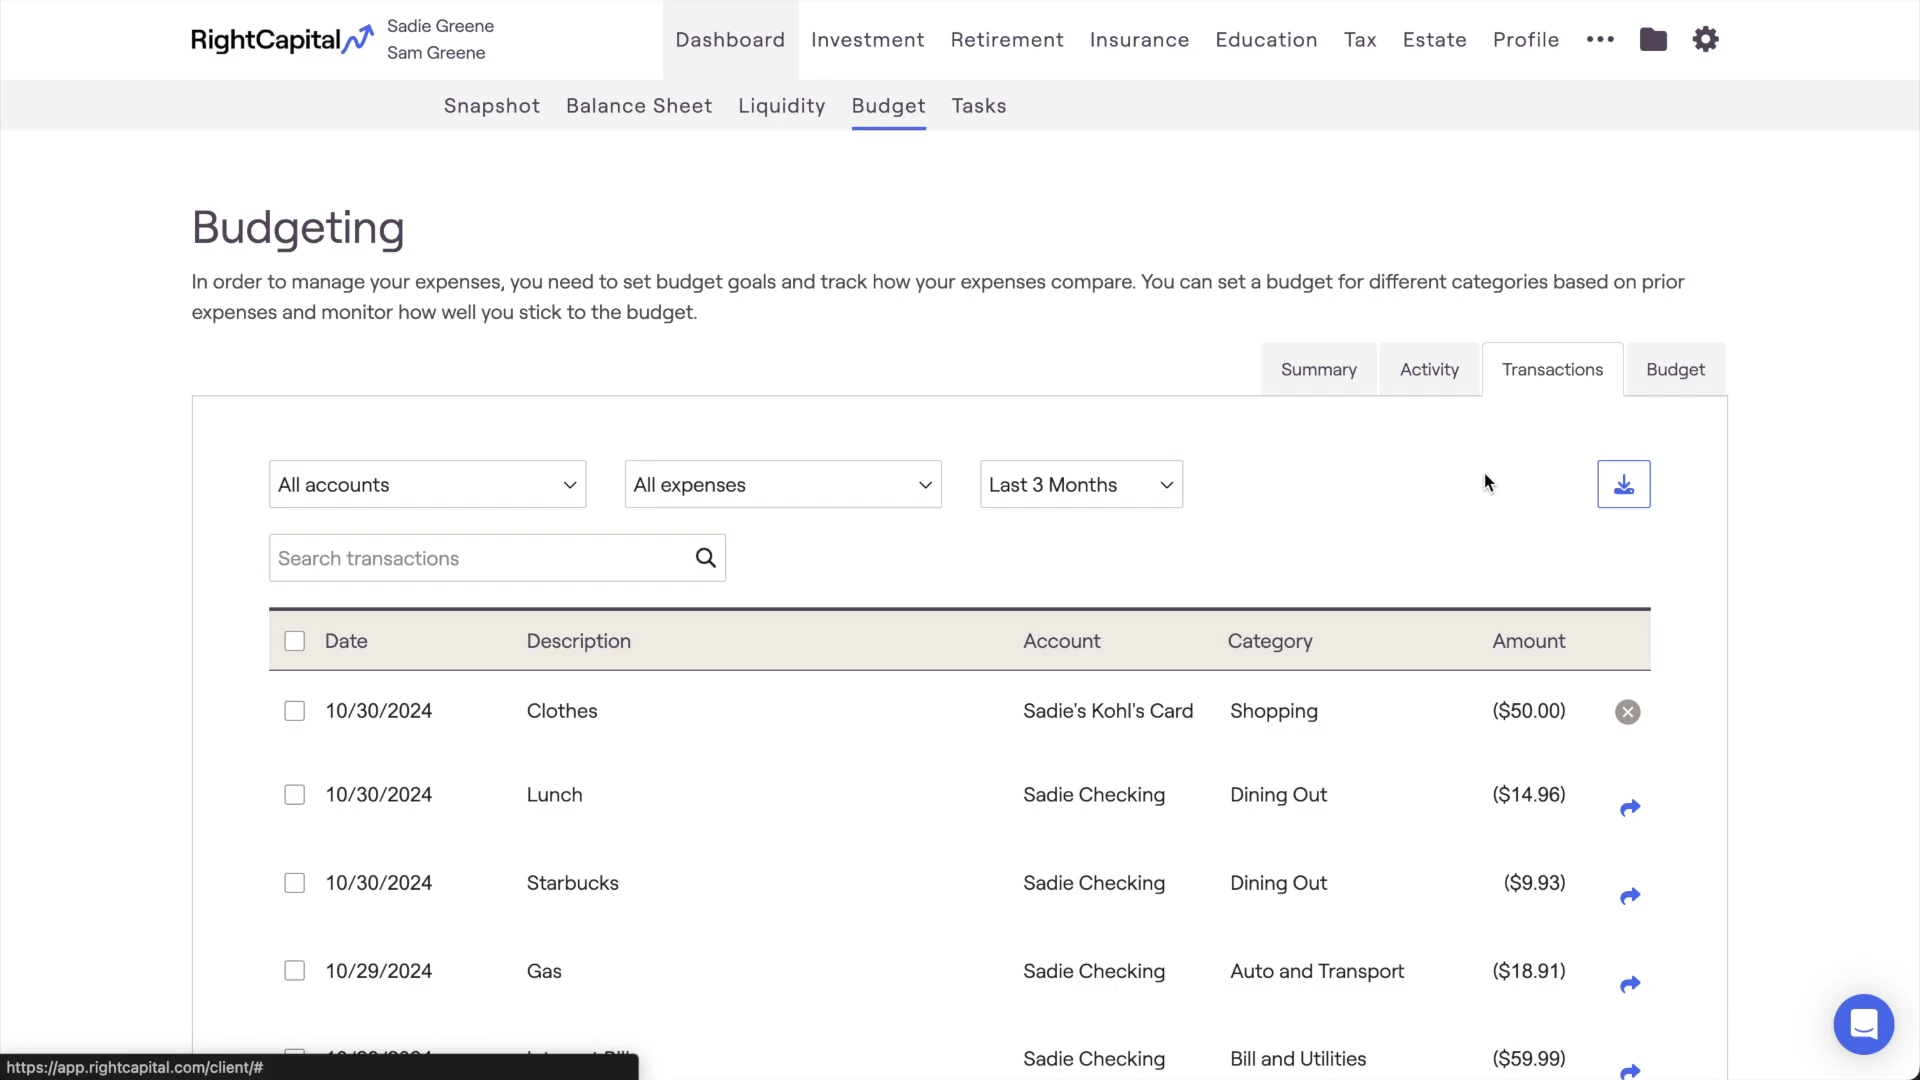 RightCapital
Sadie Greene
Sam Greene
Dashboard Investment Retirement Insurance Education Tax Estate Profile
Snapshot Balance Sheet Liquidity Budget Tasks
Budgeting
In order to manage your expenses, you need to set budget goals and track how your expenses compare. You can set a budget for different categories based on prior
expenses and monitor how well you stick to the budget.
Summary Activity Transactions Budget
All accounts All expenses Last 3 Months
Search transactions
Date Description Account Category Amount
10/30/2024 Clothes Sadie's Kohl's Card Shopping ($50.00)
10/30/2024 Lunch Sadie Checking Dining Out ($14.96)
10/30/2024 Starbucks Sadie Checking Dining Out ($9.93)
10/29/2024 Gas Sadie Checking Auto and Transport ($18.91)
Sadie Checking Bill and Utilities ($59.99)
https://app.rightcapital.com/client/#